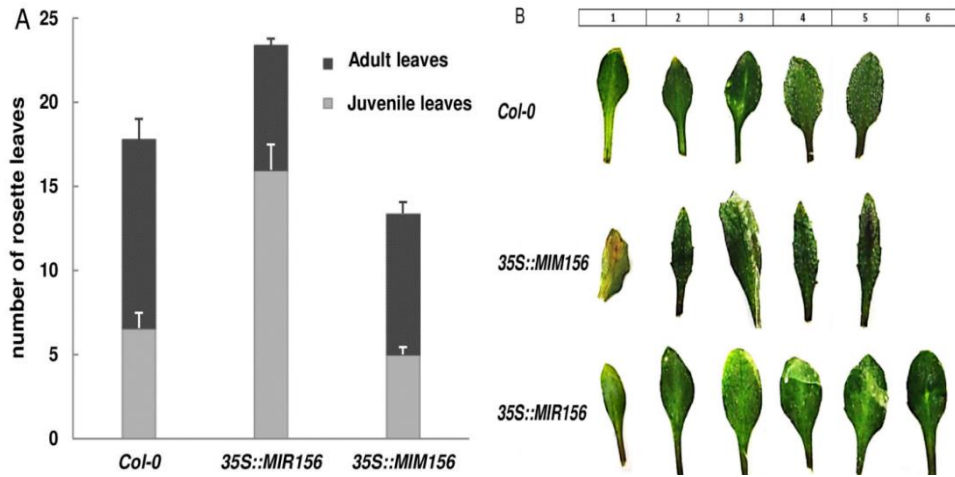 A
number of rosette leaves
25
20
15
10
5
0
Adult leaves
Juvenile leaves
Col-0
35S::MIR156
35S::MIM156
B
1 2 3 4 5 6
Col-0
35S::MIM156
35S::MIR156